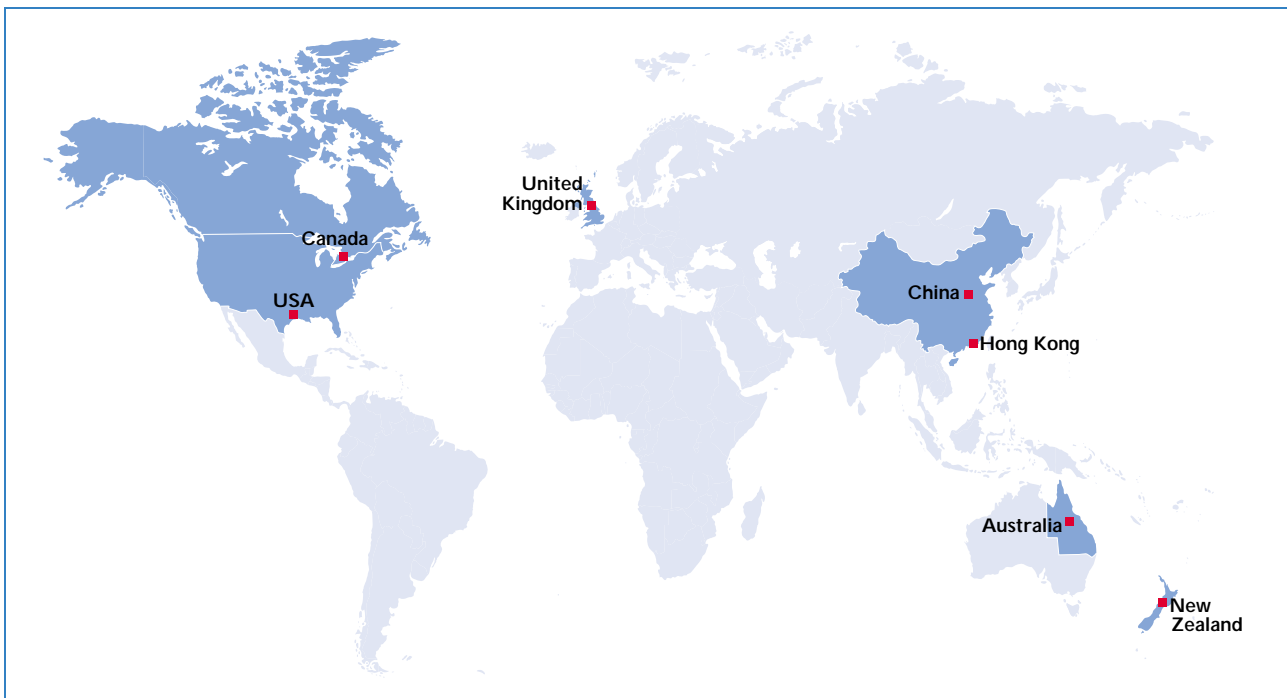 United
Kingdom
Canada
USA
China
Hong Kong
Australia
New
Zealand